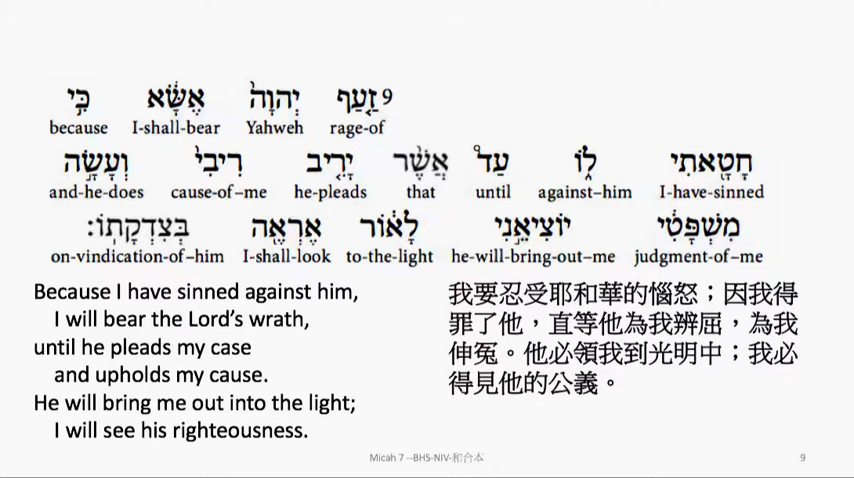 9 זַ֤עַף יְהוָה֙ אֶשָּׂ֔א כִּ֥י
because I-shall-bear Yahweh rage-of
חָטָ֖אתִי ל֑וֹ עַד֩ אֲשֶׁ֨ר יָרִ֤יב רִיבִי֙ וְעָשָׂ֣ה
and-he-does cause-of-me he-pleads that until against-him I-have-sinned
מִשְׁפָּטִ֔י יוֹצִיאֵ֣נִי לָא֔וֹר אֶרְאֶ֖ה בְּצִדְקָתֽוֹ׃
on-vindication-of-him I-shall-look to-the-light he-will-bring-out-me judgment-of-me
Because I have sinned against him,
I will bear the Lord’s wrath,
until he pleads my case
and upholds my cause.
He will bring me out into the light;
I will see his righteousness.
我要忍受耶和華的惱怒；因我得
罪了他，直等他為我辨屈，為我
伸冤。他必領我到光明中；我必
得見他的公義。
Micah 7 --BHS-NIV-和合本
9